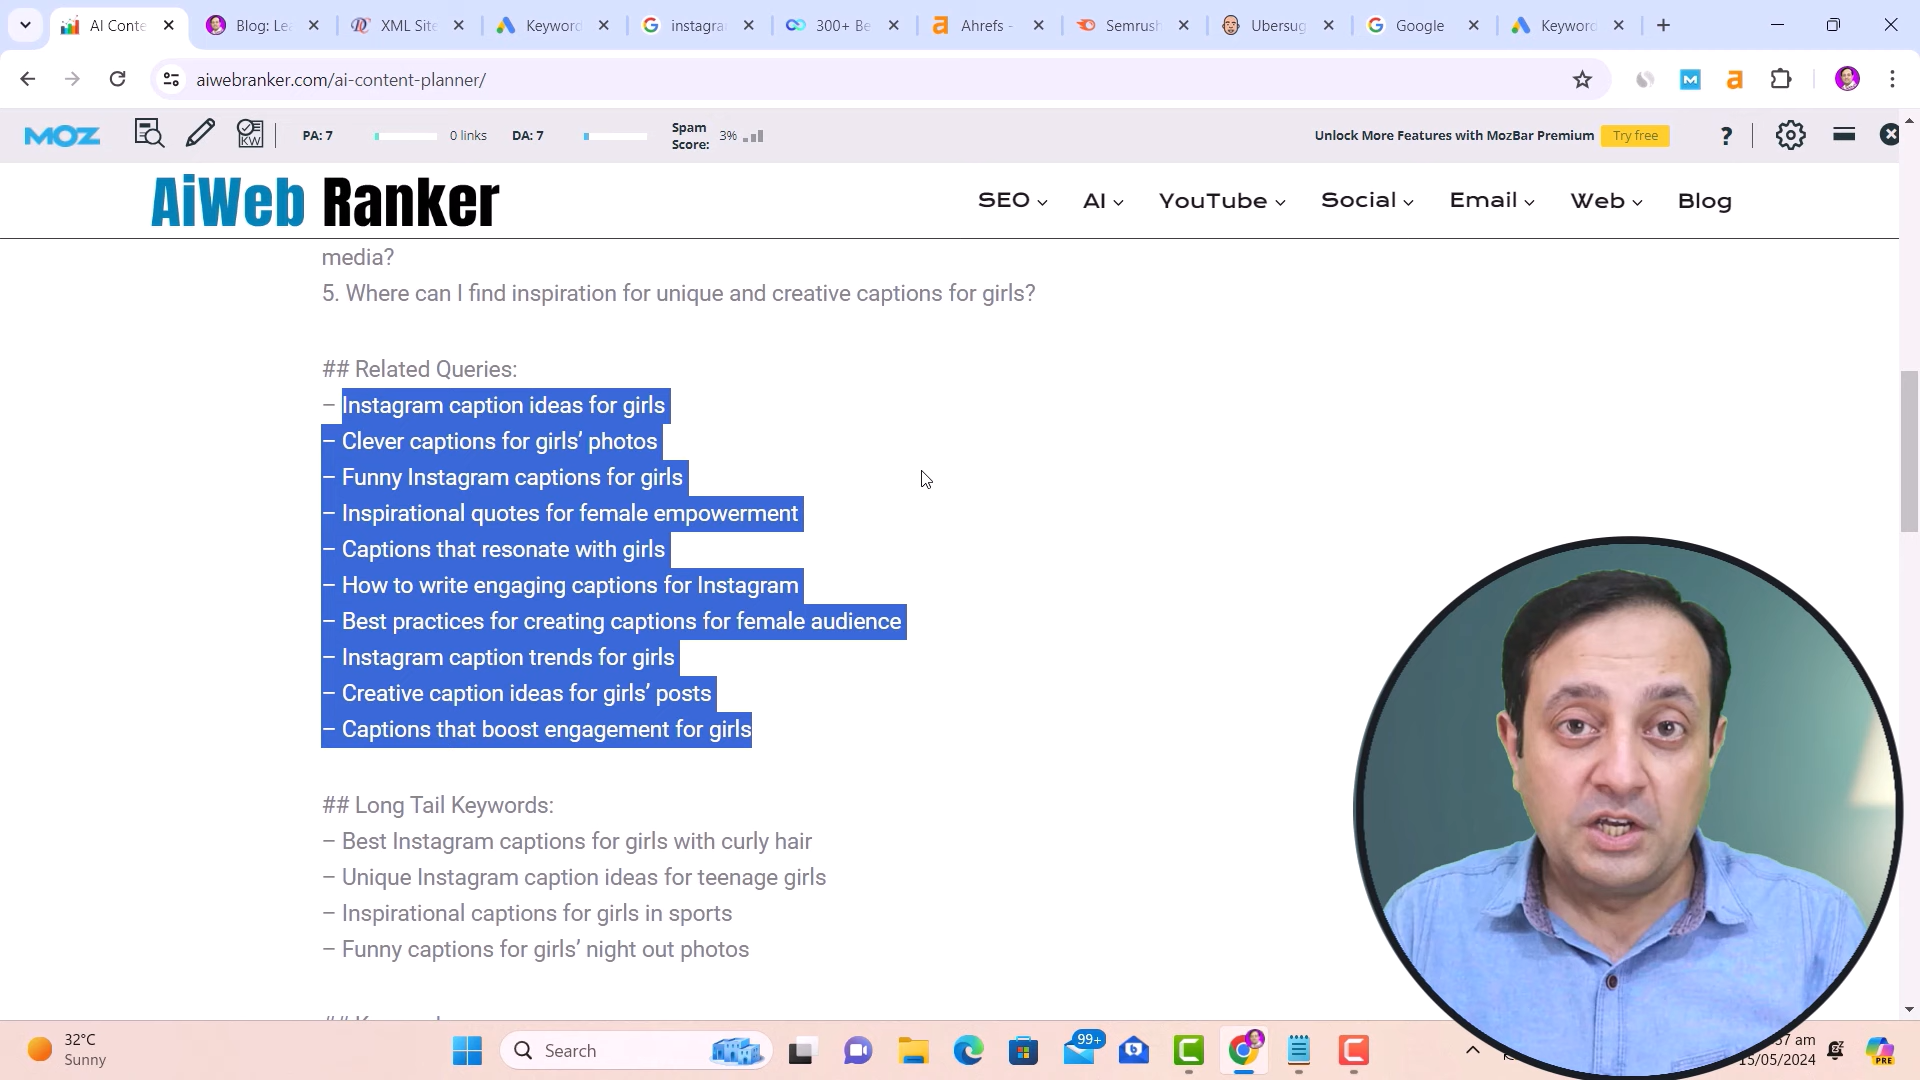 AI Conte
Blog: Le
XML Site
Keyword
instagra
300+ Be
Ahrefs -
Semrush
Ubersug
Google
Keyword
aiwebranker.com/ai-content-planner/
MOZ
KW
PA: 7
0 links
DA: 7
Spam
Score:
3%
Unlock More Features with MozBar Premium
Try free
?
AiWeb Ranker
SEO
AI
YouTube
Social
Email
Web
Blog
media?
5. Where can I find inspiration for unique and creative captions for girls?
## Related Queries:
– Instagram caption ideas for girls
– Clever captions for girls’ photos
– Funny Instagram captions for girls
– Inspirational quotes for female empowerment
– Captions that resonate with girls
– How to write engaging captions for Instagram
– Best practices for creating captions for female audience
– Instagram caption trends for girls
– Creative caption ideas for girls’ posts
– Captions that boost engagement for girls
## Long Tail Keywords:
– Best Instagram captions for girls with curly hair
– Unique Instagram caption ideas for teenage girls
– Inspirational captions for girls in sports
– Funny captions for girls’ night out photos
32°C
Sunny
Search
99+
57 am
15/05/2024
PRE